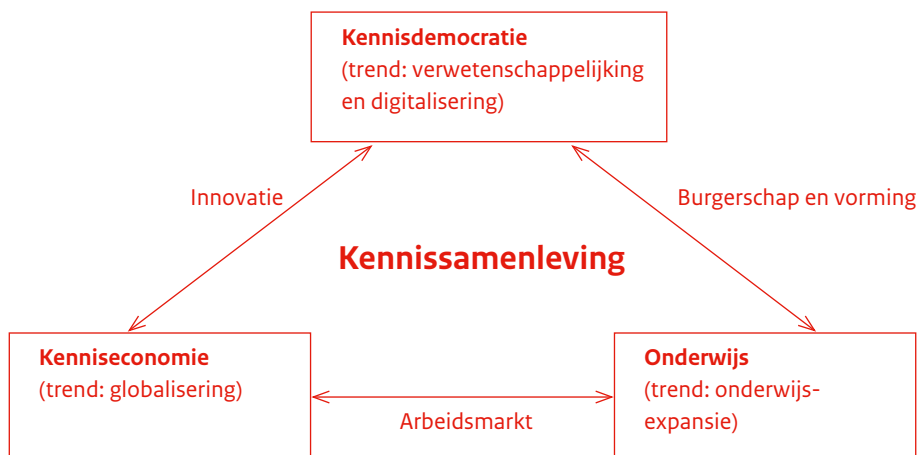 Kennisdemocratie
(trend: verwetenschappelijking
en digitalisering)
Innovatie
Burgerschap en vorming
Kennissamenleving
Kenniseconomie
(trend: globalisering)
Arbeidsmarkt
Onderwijs
(trend: onderwijs-
expansie)